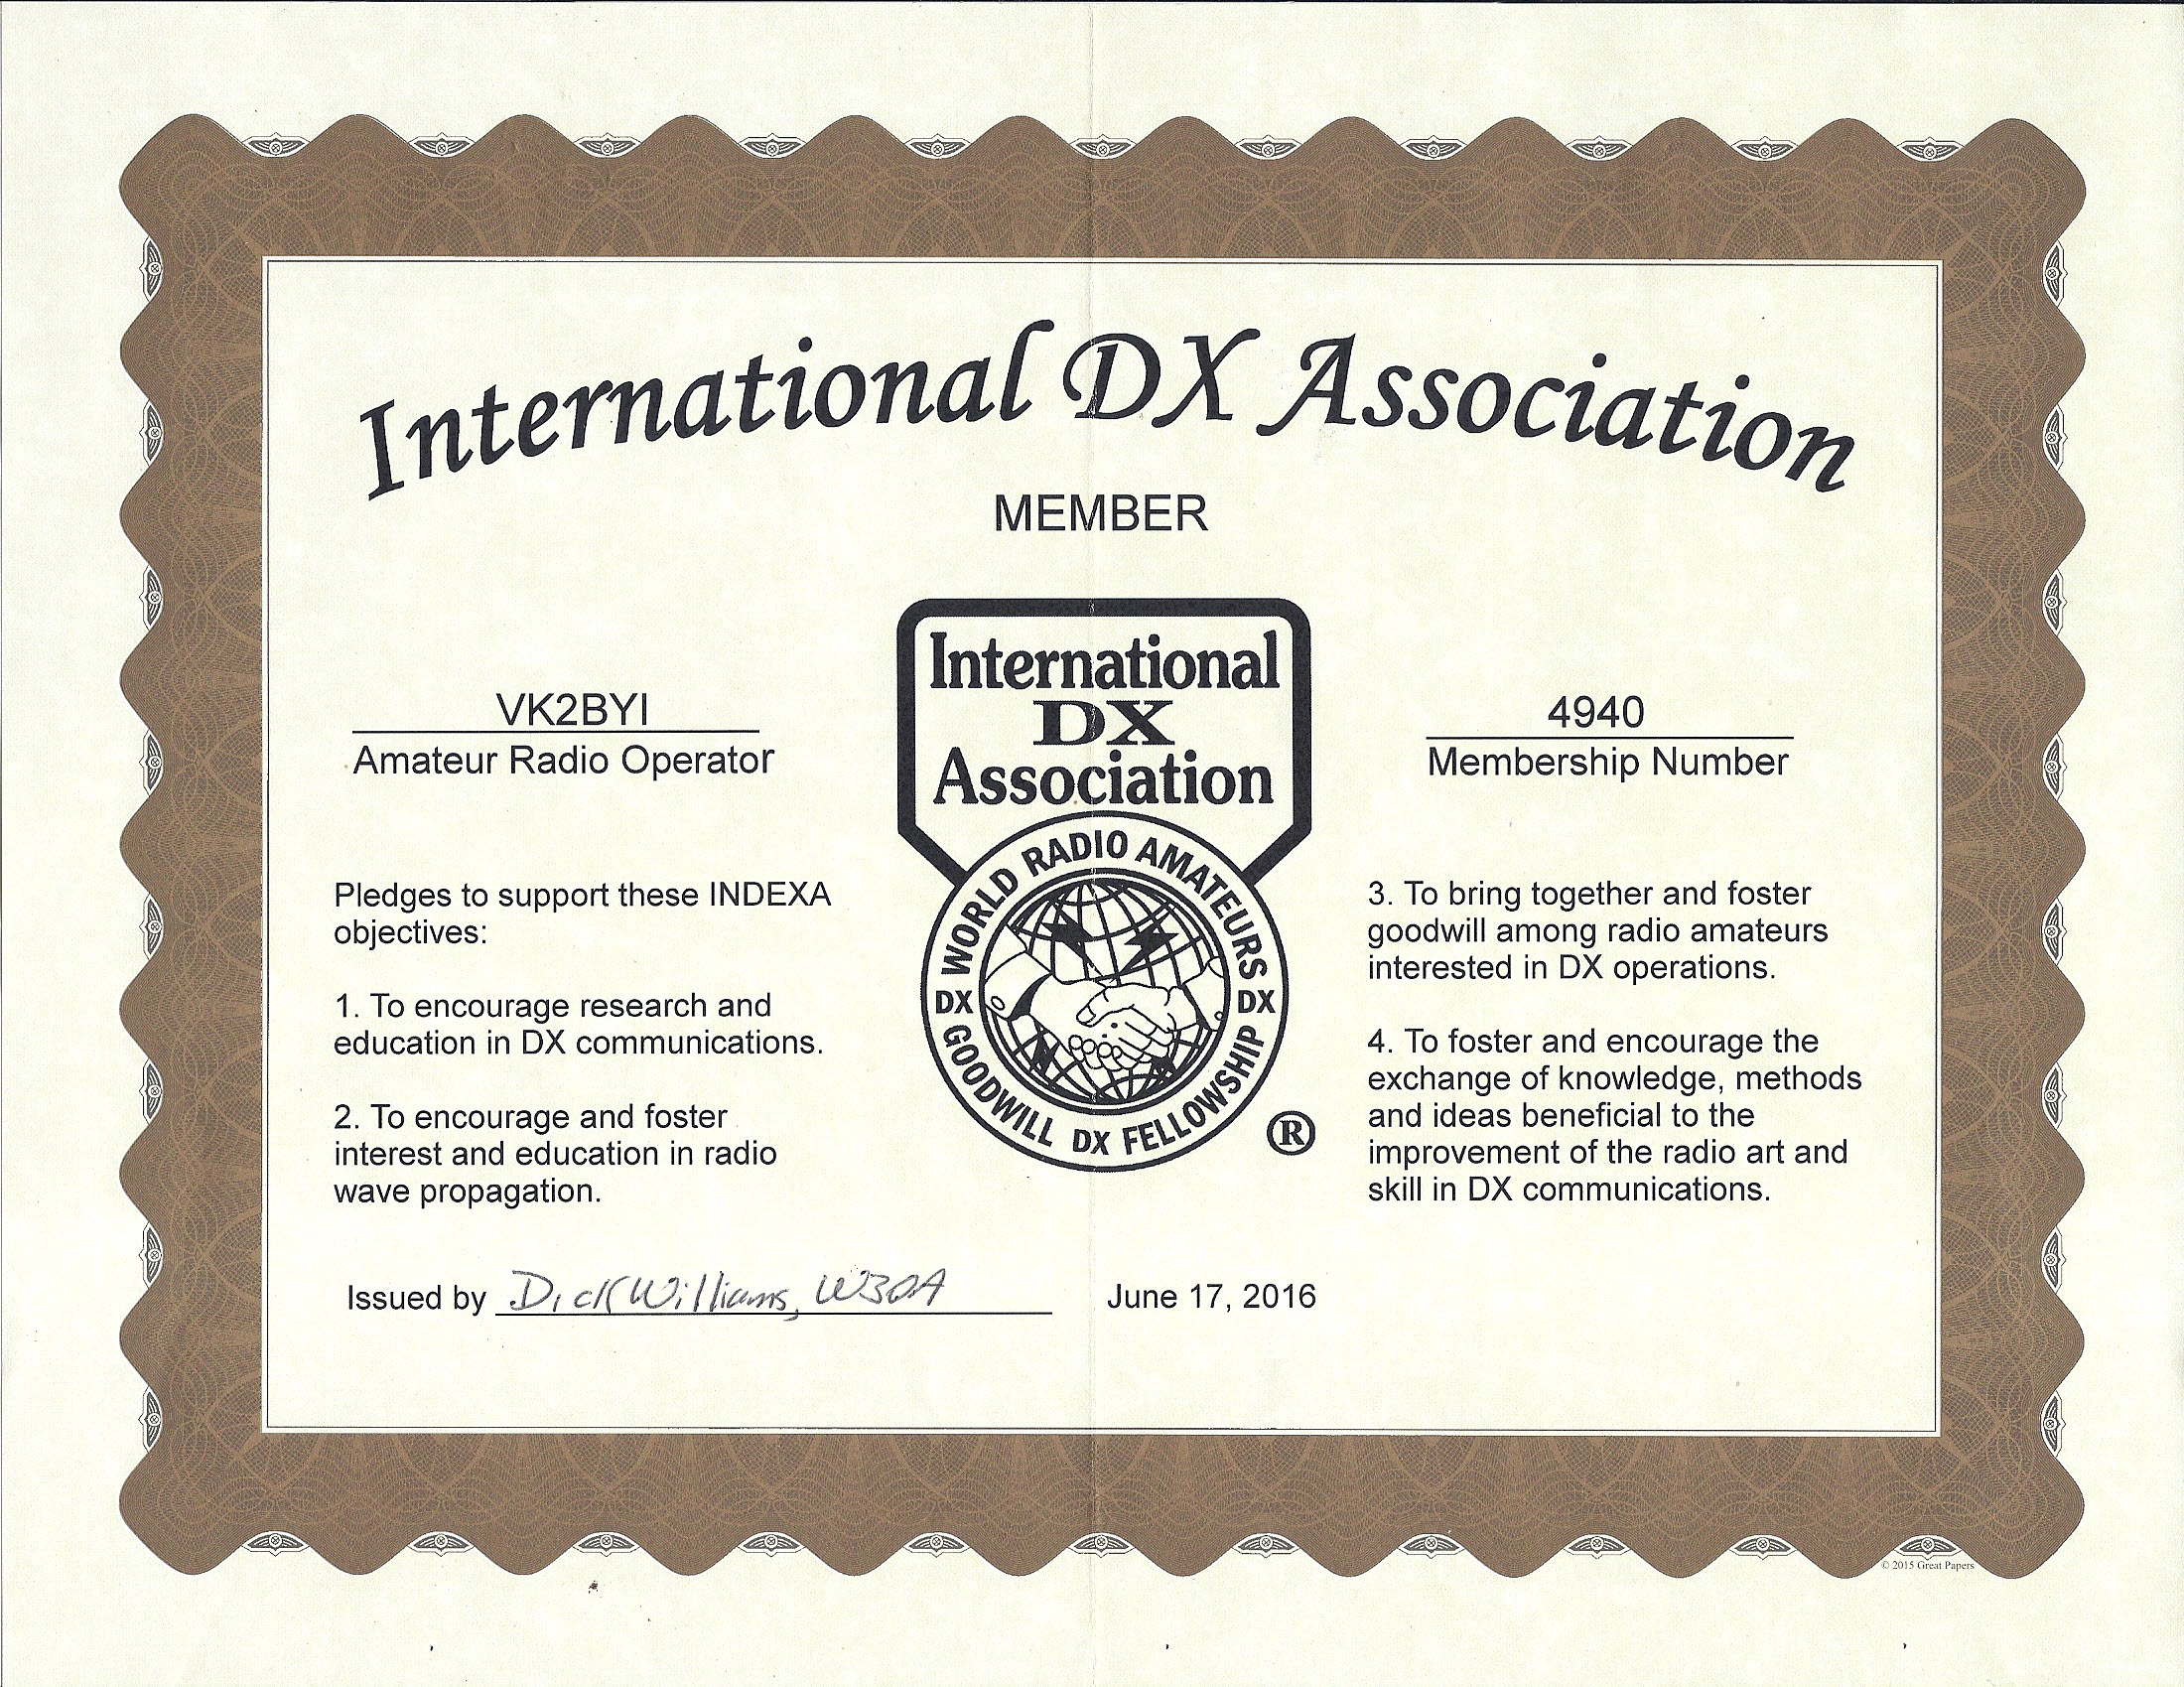 International DX Association
MEMBER
VK2BYI
Amateur Radio Operator
International
DX
Association
4940
Membership Number
WORLD RADIO AMATEURS
DX
DX
GOODWILL DX FELLOWSHIP
®
Pledges to support these INDEXA
objectives:
1. To encourage research and
education in DX communications.
2. To encourage and foster
interest and education in radio
wave propagation.
3. To bring together and foster
goodwill among radio amateurs
interested in DX operations.
4. To foster and encourage the
exchange of knowledge, methods
and ideas beneficial to the
improvement of the radio art and
skill in DX communications.
Issued by Dick Williams, W3OA
June 17, 2016
© 2015 Great Papers